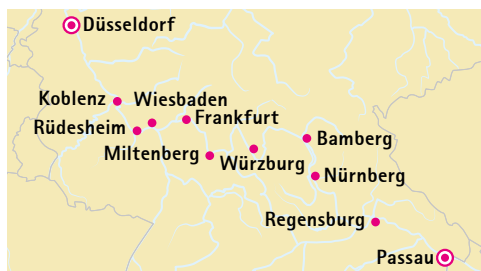 Düsseldorf
Koblenz
Wiesbaden
Rüdesheim
Frankfurt
Miltenberg
Würzburg
Bamberg
Nürnberg
Regensburg
Passau